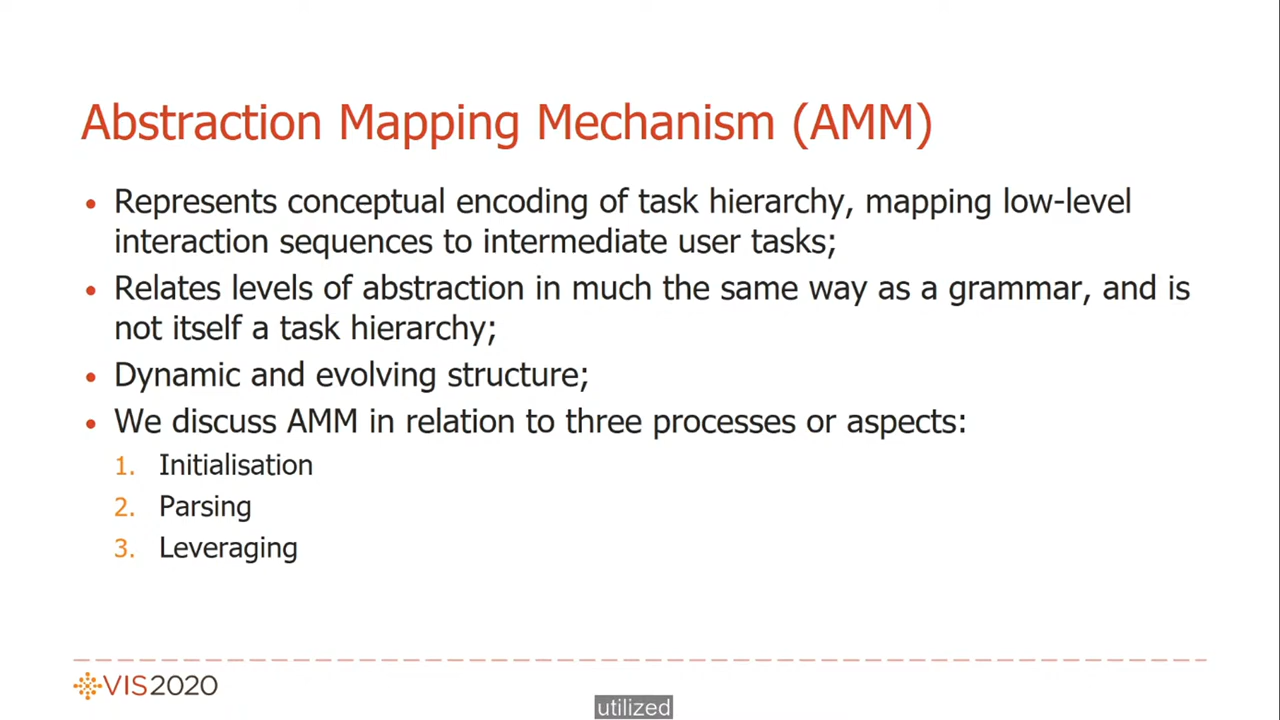 Abstraction Mapping Mechanism (AMM)
• Represents conceptual encoding of task hierarchy, mapping low-level
interaction sequences to intermediate user tasks;
• Relates levels of abstraction in much the same way as a grammar, and is
not itself a task hierarchy;
• Dynamic and evolving structure;
• We discuss AMM in relation to three processes or aspects:
1. Initialisation
2. Parsing
3. Leveraging
VIS2020
utilized